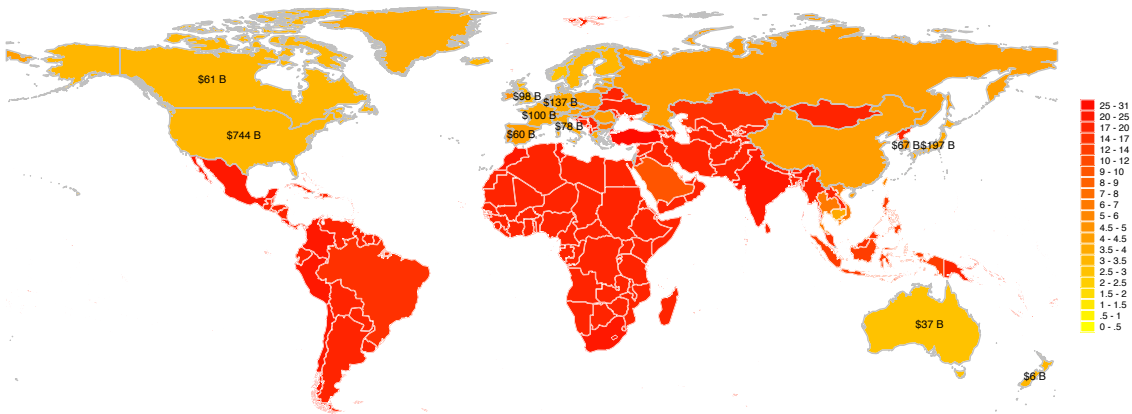 $61 B
$744 B
$98 B
$137 B
$100 B
$78 B
$60 B
$67 B
$197 B
$37 B
$6 B
25 - 31
20 - 25
17 - 20
14 - 17
12 - 14
10 - 12
9 - 10
8 - 9
7 - 8
6 - 7
5 - 6
4.5 - 5
4 - 4.5
3.5 - 4
3 - 3.5
2.5 - 3
2 - 2.5
1.5 - 2
1 - 1.5
.5 - 1
0 - .5